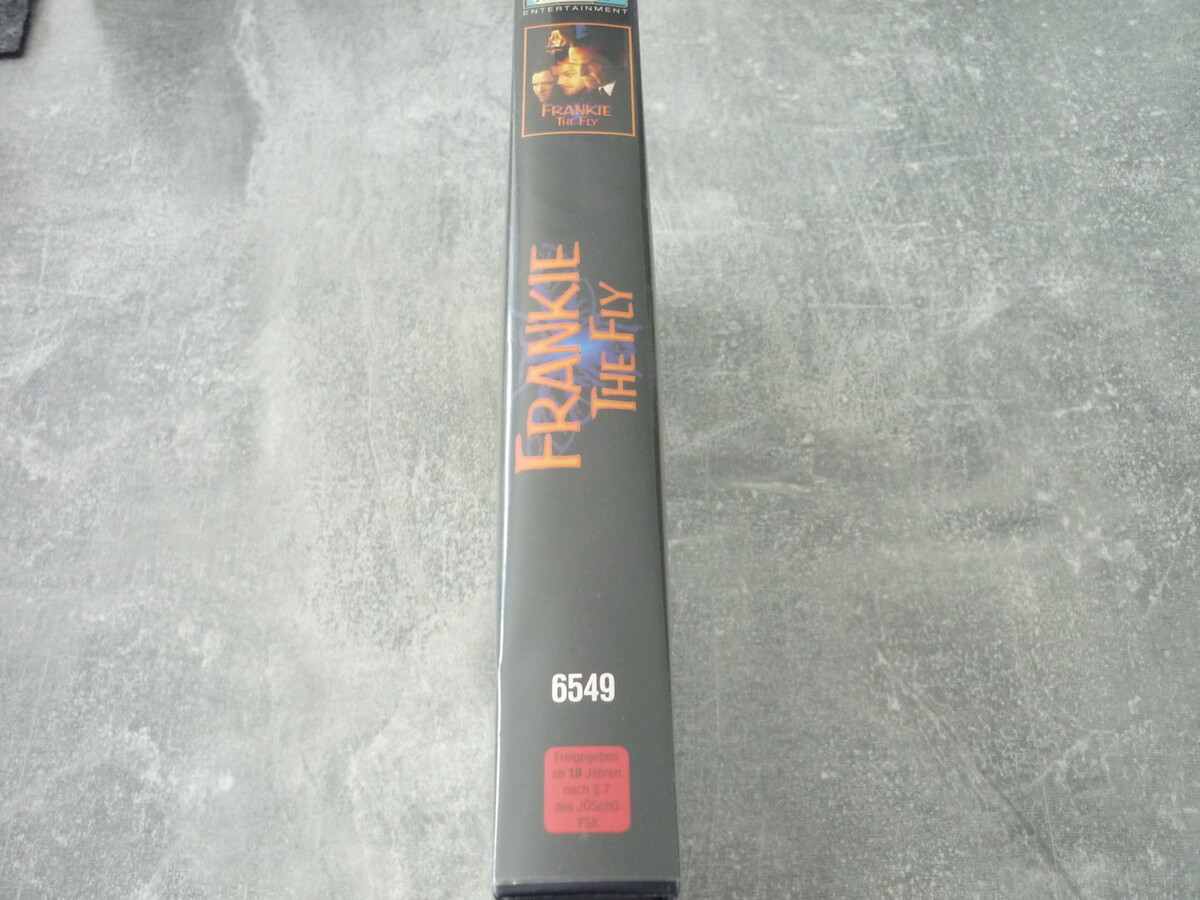 ENTERTAINMENT
FRANKIE
THE FLY
FRANKIE
THE FLY
6549
Freigegeben
ab 18 Jahren
nach § 7
des JÖSchG
FSK